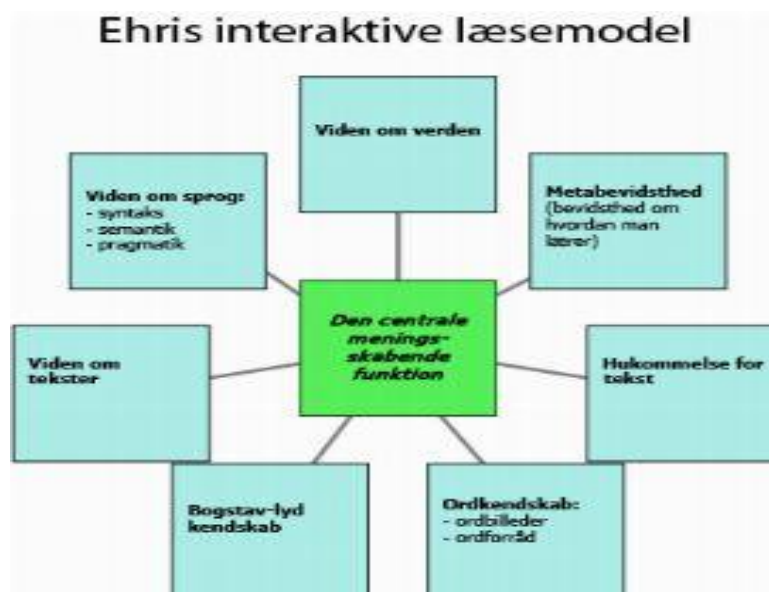 Ehris interaktive læsemodel
Viden om verden
Viden om sprog:
- syntaks
- semantik
- pragmatik
Metabevidsthed
(bevidsthed om
hvordan man
lærer)
Den centrale
menings-
skabende
funktion
Viden om
tekster
Hukommelse for
tekst
Bogstav-lyd
kendskab
Ordkendskab:
- ordbilleder
- ordforråd